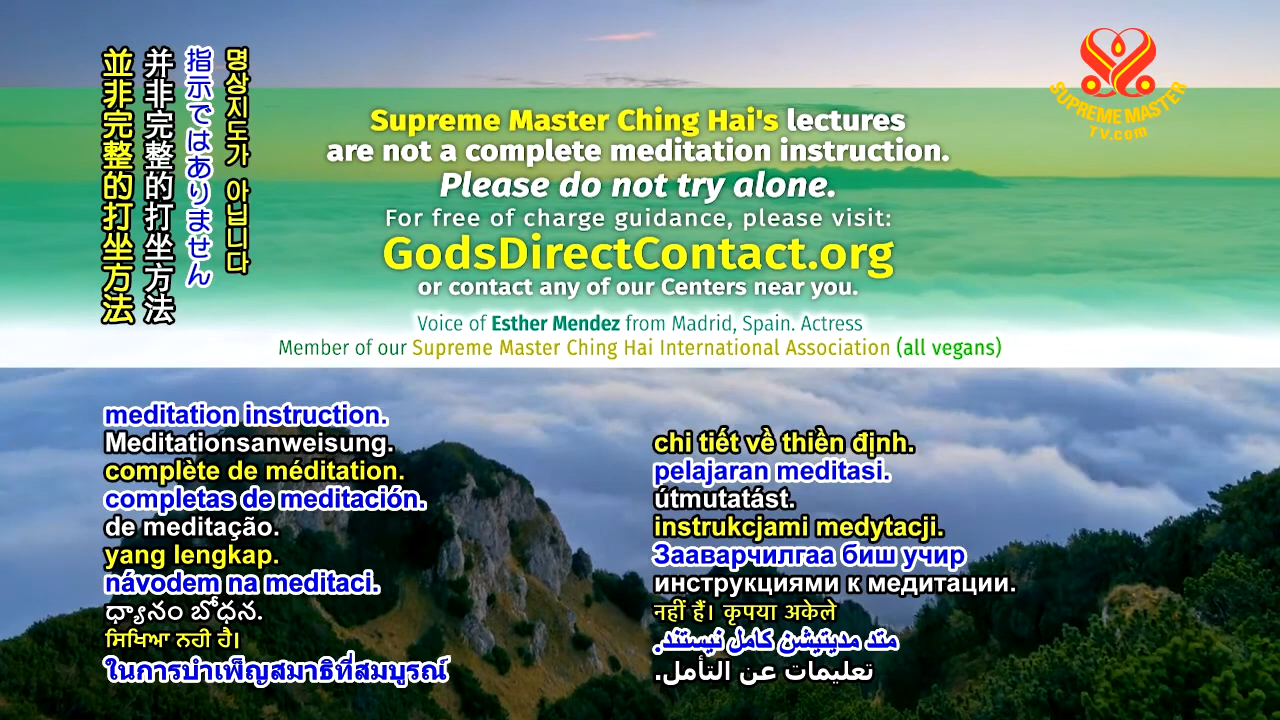 並非完整的打坐方法
并非完整的打坐方法
指示ではありません
명상지도가 아닙니다
SUPREME MASTER
TV.com
Supreme Master Ching Hai's lectures
are not a complete meditation instruction.
Please do not try alone.
For free of charge guidance, please visit:
GodsDirectContact.org
or contact any of our Centers near you.
Voice of Esther Mendez from Madrid, Spain. Actress
Member of our Supreme Master Ching Hai International Association (all vegans)
meditation instruction.
Meditationsanweisung.
complète de méditation.
completas de meditación.
de meditação.
yang lengkap.
návodem na meditaci.
ధ్యానం బోధన.
ਸਿਖਿਆ ਨਹੀ ਹੈ।
ในการบำเพ็ญสมาธิที่สมบูรณ์
chi tiết về thiền định.
pelajaran meditasi.
útmutatást.
instrukcjami medytacji.
Зааварчилгаа биш учир
инструкциями к медитации.
नहीं हैं। कृपया अकेले
متد مدیتیشن کامل نیستند.
تعليمات عن التأمل.